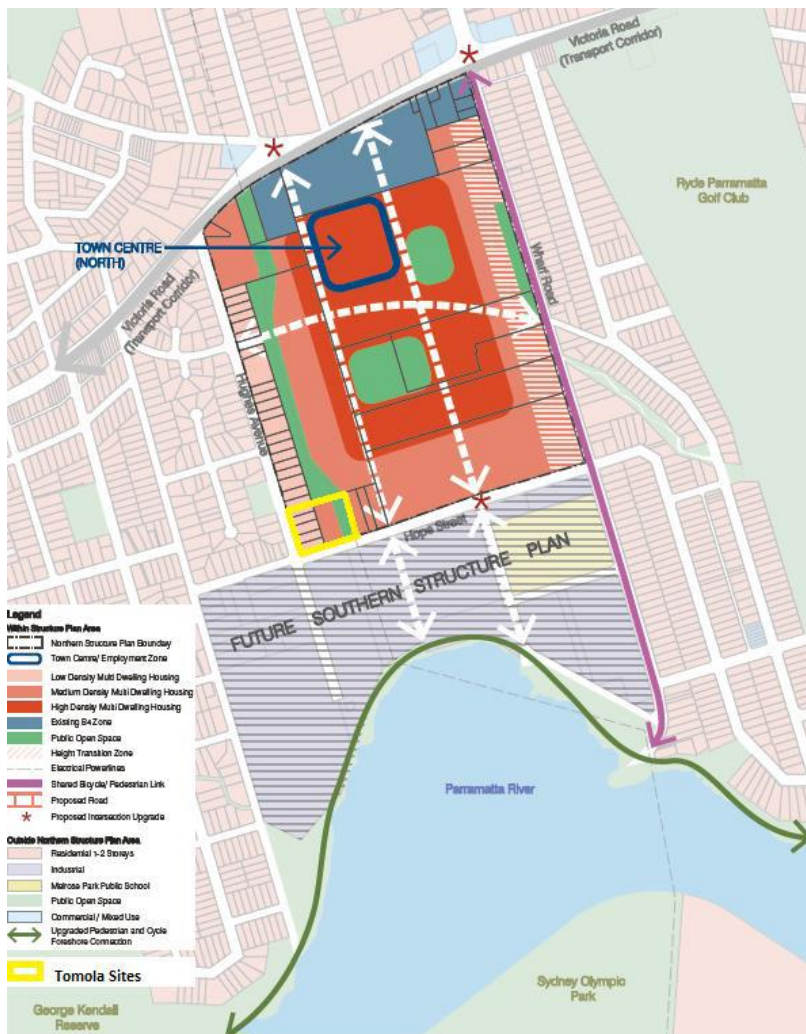 Victoria Road
(Transport Corridor)
Ryde Parramatta
Golf Club
TOWN CENTRE
(NORTH)
Wharf Road
Victoria Road
(Transport Corridor)
Hughes Avenue
Hope Street
FUTURE SOUTHERN STRUCTURE PLAN
Legend
Within Structure Plan Area
Northern Structure Plan Boundary
Town Centre/ Employment Zone
Low Density Multi Dwelling Housing
Medium Density Multi Dwelling Housing
High Density Multi Dwelling Housing
Existing B4 Zone
Public Open Space
Height Transition Zone
Electrical Powerlines
Shared Bicycle/ Pedestrian Link
Proposed Road
Proposed Intersection Upgrade
Outside Northern Structure Plan Area
Residential 1-2 Storeys
Industrial
Melrose Park Public School
Public Open Space
Commercial / Mixed Use
Upgraded Pedestrian and Cycle
Foreshore Connection
Tomola Sites
Parramatta River
Sydney Olympic
Park
George Kendall
Reserve